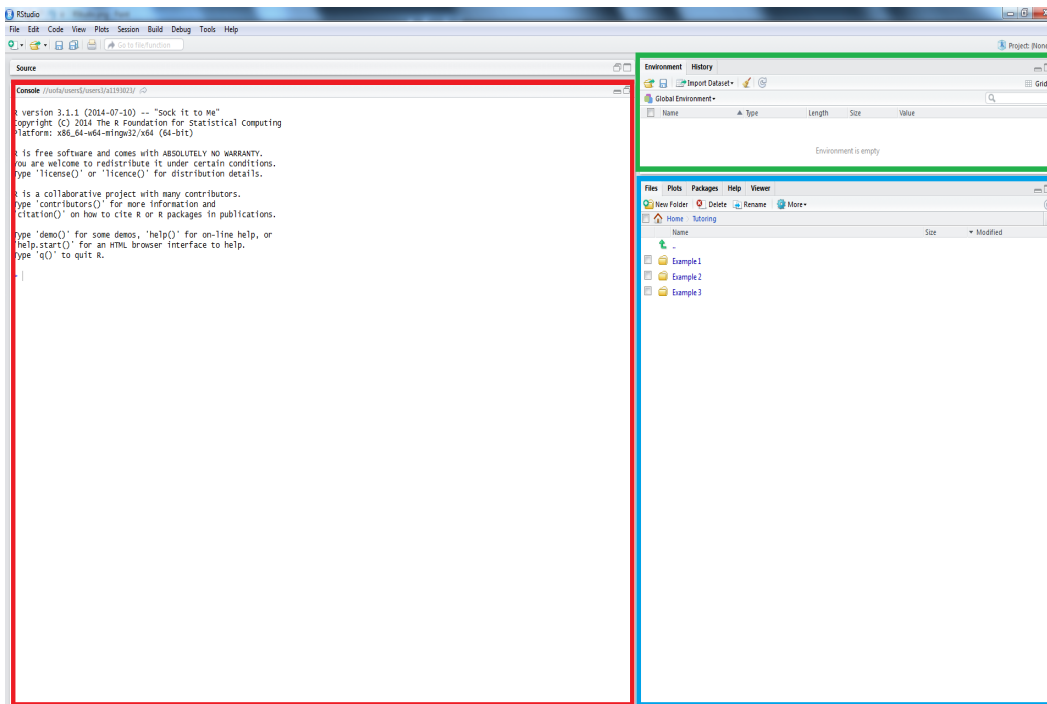 RStudio
File Edit Code View Plots Session Build Debug Tools Help
Go to file/function
Project: (None
Source
Console //uofa/users$/users3/a1193023/
R version 3.1.1 (2014-07-10) -- "Sock it to Me"
Copyright (C) 2014 The R Foundation for Statistical Computing
Platform: x86_64-w64-mingw32/x64 (64-bit)
R is free software and comes with ABSOLUTELY NO WARRANTY.
You are welcome to redistribute it under certain conditions.
Type 'license()' or 'licence()' for distribution details.
R is a collaborative project with many contributors.
Type 'contributors()' for more information and
'citation()' on how to cite R or R packages in publications.
Type 'demo()' for some demos, 'help()' for on-line help, or
'help.start()' for an HTML browser interface to help.
Type 'q()' to quit R.
>
Environment History
Import Dataset
Grid
Global Environment
Name Type Length Size Value
Environment is empty
Files Plots Packages Help Viewer
New Folder Delete Rename More
Home Tutoring
Name Size Modified
..
Example 1
Example 2
Example 3